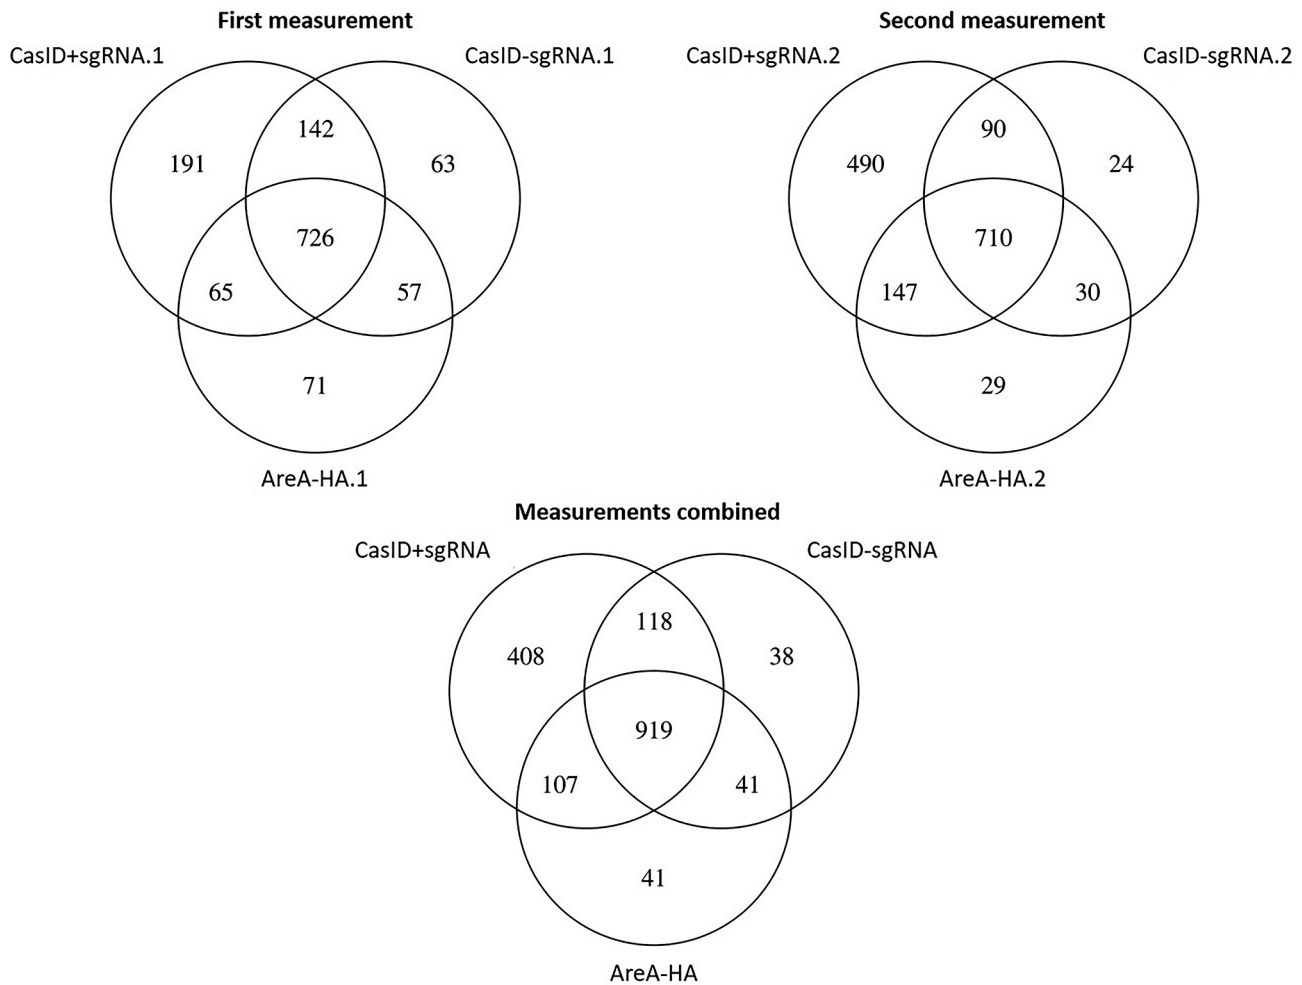 First measurement
CasID+sgRNA.1
CasID-sgRNA.1
142
191
63
726
65
57
71
AreA-HA.1
Second measurement
CasID+sgRNA.2
CasID-sgRNA.2
90
490
24
710
147
30
29
AreA-HA.2
Measurements combined
CasID+sgRNA
CasID-sgRNA
118
408
38
919
107
41
41
AreA-HA